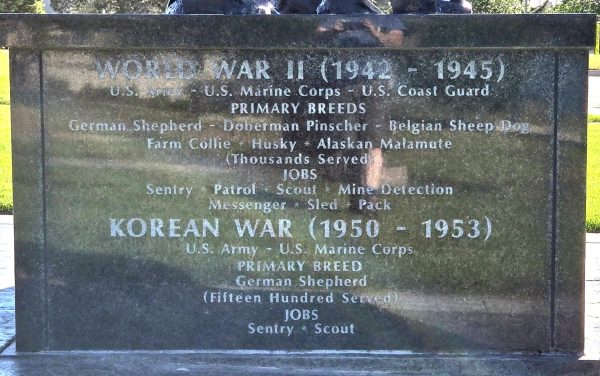 WORLD WAR II (1942 - 1945)
U.S. Army - U.S. Marine Corps - U.S. Coast Guard
PRIMARY BREEDS
German Shepherd - Doberman Pinscher - Belgian Sheep Dog
Farm Collie * Husky * Alaskan Malamute
(Thousands Served)
JOBS
Sentry * Patrol * Scout * Mine Detection
Messenger * Sled * Pack
KOREAN WAR (1950 - 1953)
U.S. Army - U.S. Marine Corps
PRIMARY BREED
German Shepherd
(Fifteen Hundred Served)
JOBS
Sentry * Scout